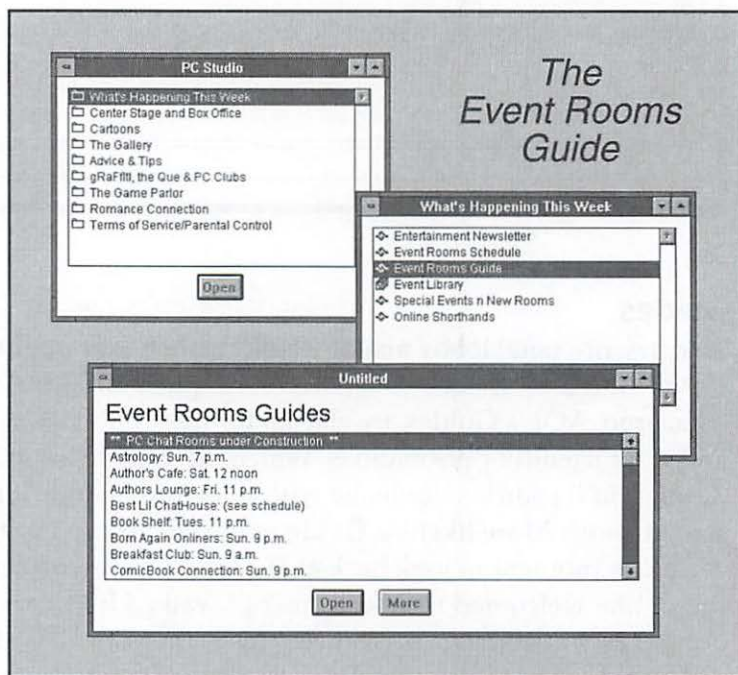 The
Event Rooms
Guide
PC Studio
What's Happening This Week
Center Stage and Box Office
Cartoons
The Gallery
Advice & Tips
gRaFfItI, the Que & PC Clubs
The Game Parlor
Romance Connection
Terms of Service/Parental Control
Open
What's Happening This Week
Entertainment Newsletter
Event Rooms Schedule
Event Rooms Guide
Event Library
Special Events n New Rooms
Online Shorthands
Untitled
Event Rooms Guides
** PC Chat Rooms under Construction **
Astrology: Sun. 7 p.m.
Author's Cafe: Sat. 12 noon
Authors Lounge: Fri. 11 p.m.
Best Lil ChatHouse: (see schedule)
Book Shelf: Tues. 11 p.m.
Born Again Onliners: Sun. 9 p.m.
Breakfast Club: Sun. 9 a.m.
ComicBook Connection: Sun. 9 p.m.
Open More